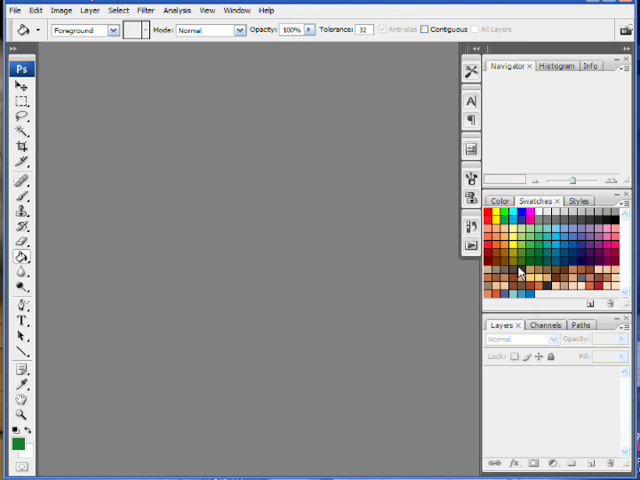 File Edit Image Layer Select Filter Analysis View Window Help
Foreground Mode: Normal Opacity: 100% Tolerance: 32 Anti-alias Contiguous All Layers
Ps
Navigator × Histogram Info
A
Color Swatches × Styles
T
Layers × Channels Paths
Normal Opacity:
Lock: Fill:
fx